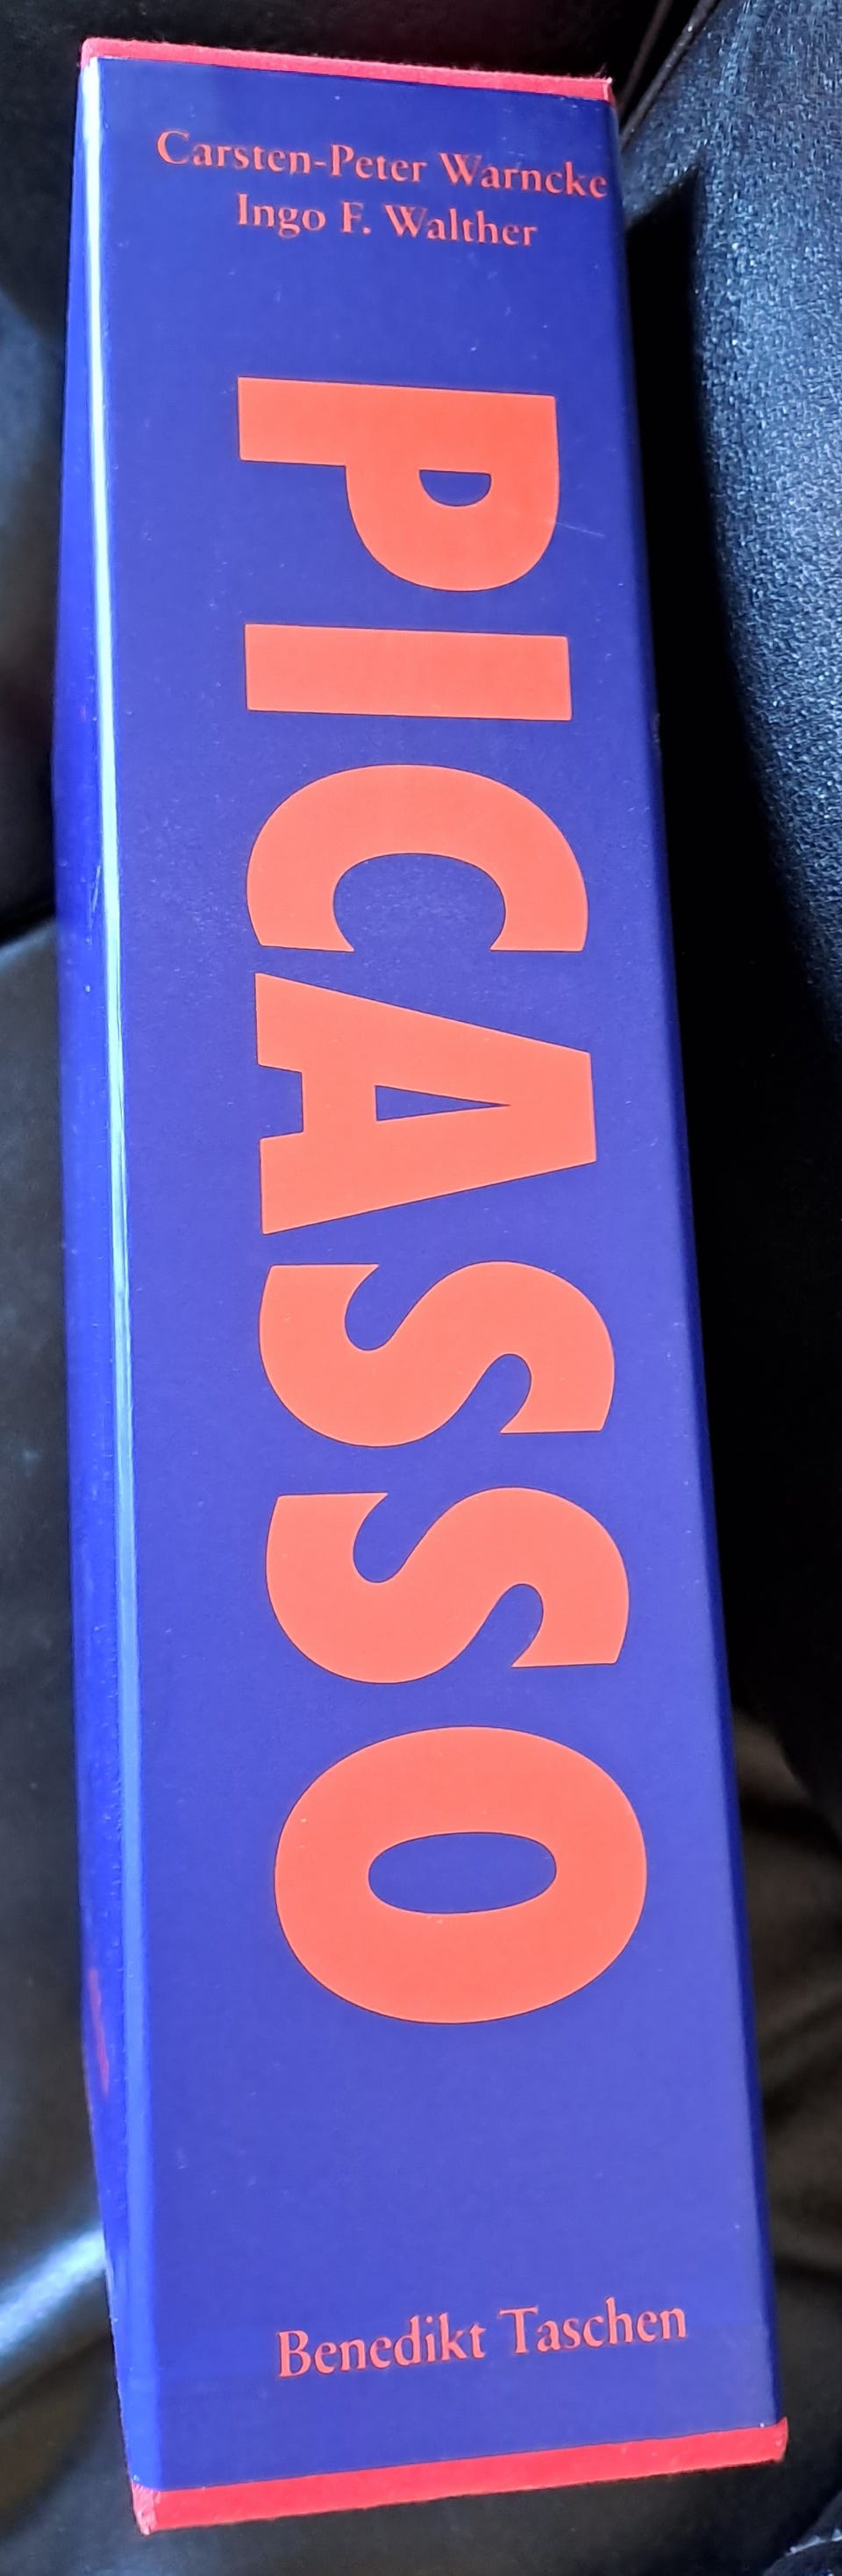 Carsten-Peter Warncke
Ingo F. Walther
PICASSO
Benedikt Taschen